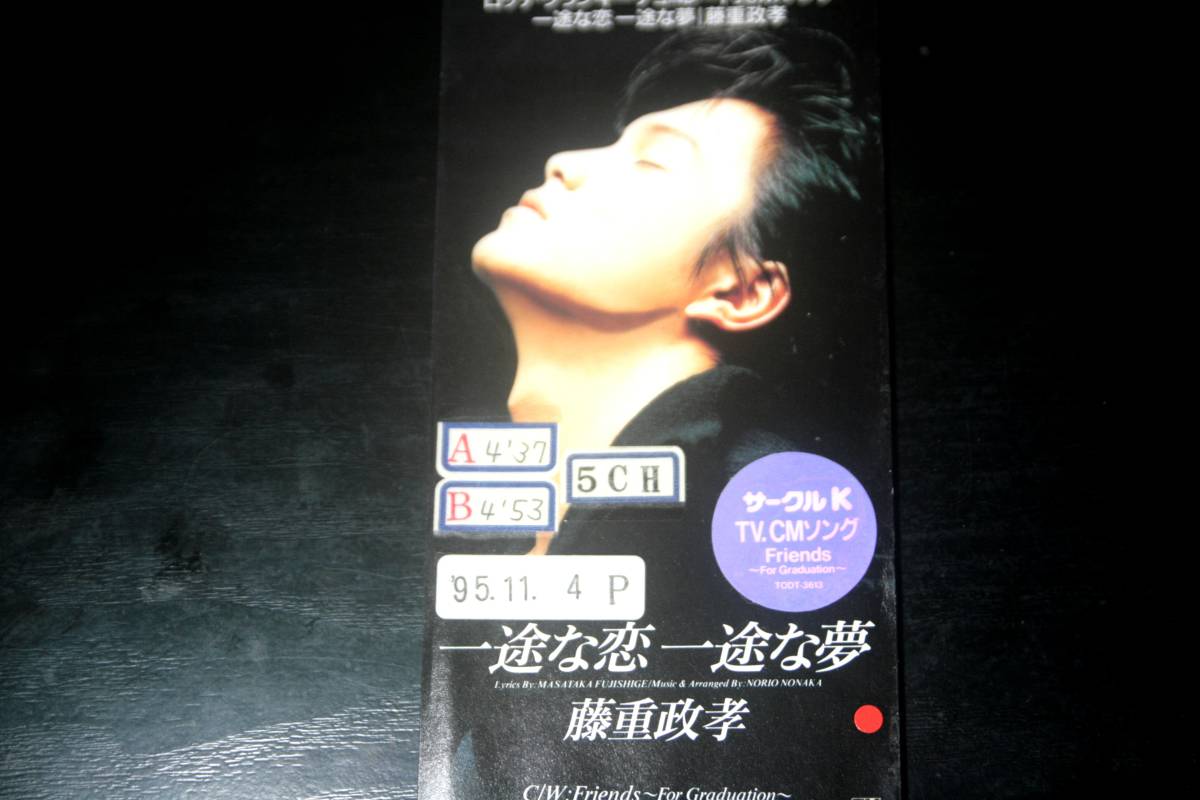 一途な恋 一途な夢|藤重政孝
A 4'37
B 4'53
5CH
サークルK
TV.CMソング
Friends
~For Graduation~
TCDT-3613
'95.11. 4 P
一途な恋 一途な夢
Lyrics By:MASATAKA FUJISHIGE/Music & Arranged By:NORIO NONAKA
藤重政孝
C/W:Friends~For Graduation~